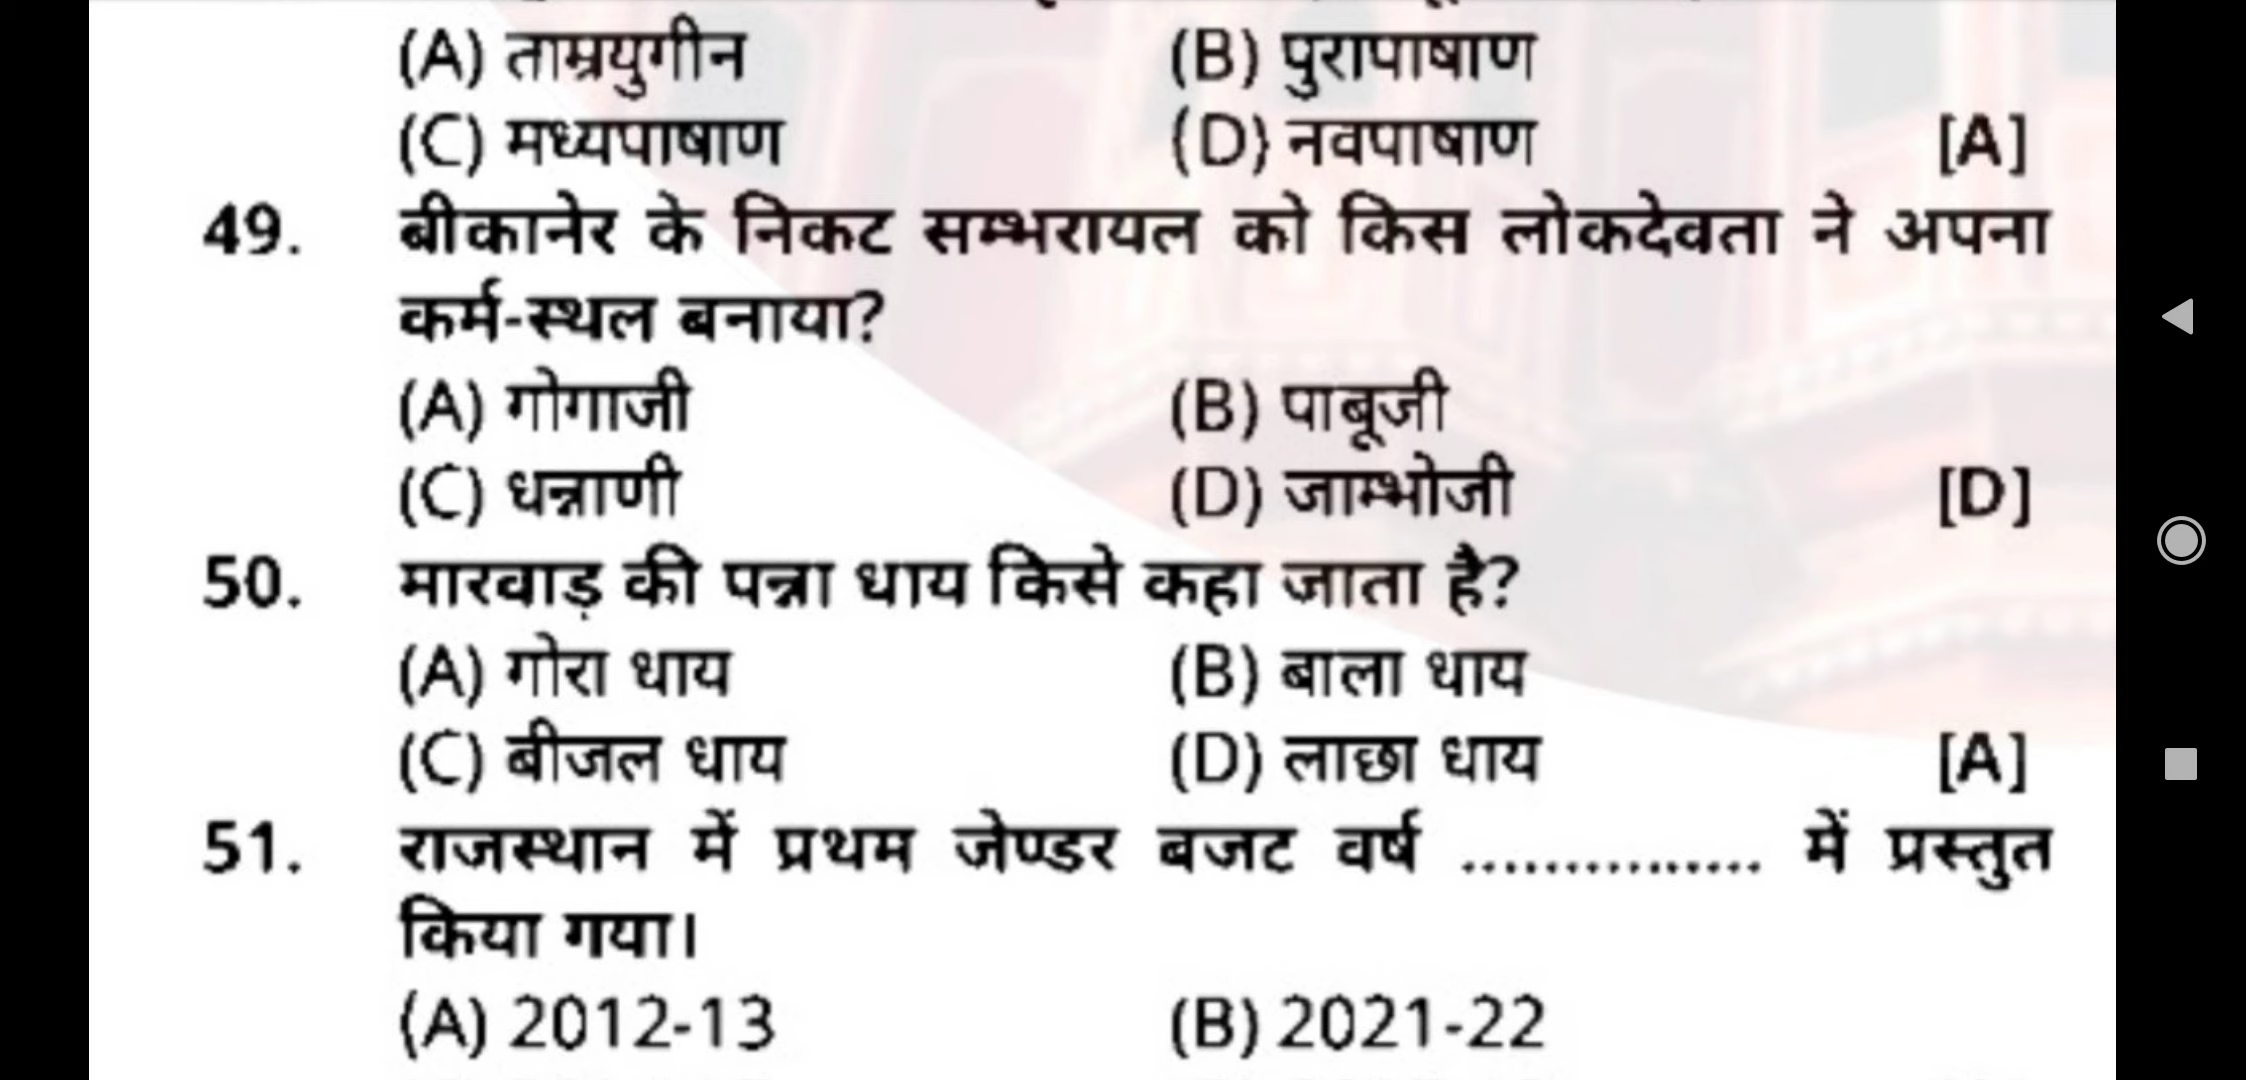 (A) ताम्रयुगीन (B) पुरापाषाण
(C) मध्यपाषाण (D) नवपाषाण [A]
49. बीकानेर के निकट सम्भरायल को किस लोकदेवता ने अपना
कर्म-स्थल बनाया?
(A) गोगाजी (B) पाबूजी
(C) धन्नाणी (D) जाम्भोजी [D]
50. मारवाड़ की पन्ना धाय किसे कहा जाता है?
(A) गोरा धाय (B) बाला धाय
(C) बीजल धाय (D) लाछा धाय [A]
51. राजस्थान में प्रथम जेण्डर बजट वर्ष .............. में प्रस्तुत
किया गया।
(A) 2012-13 (B) 2021-22